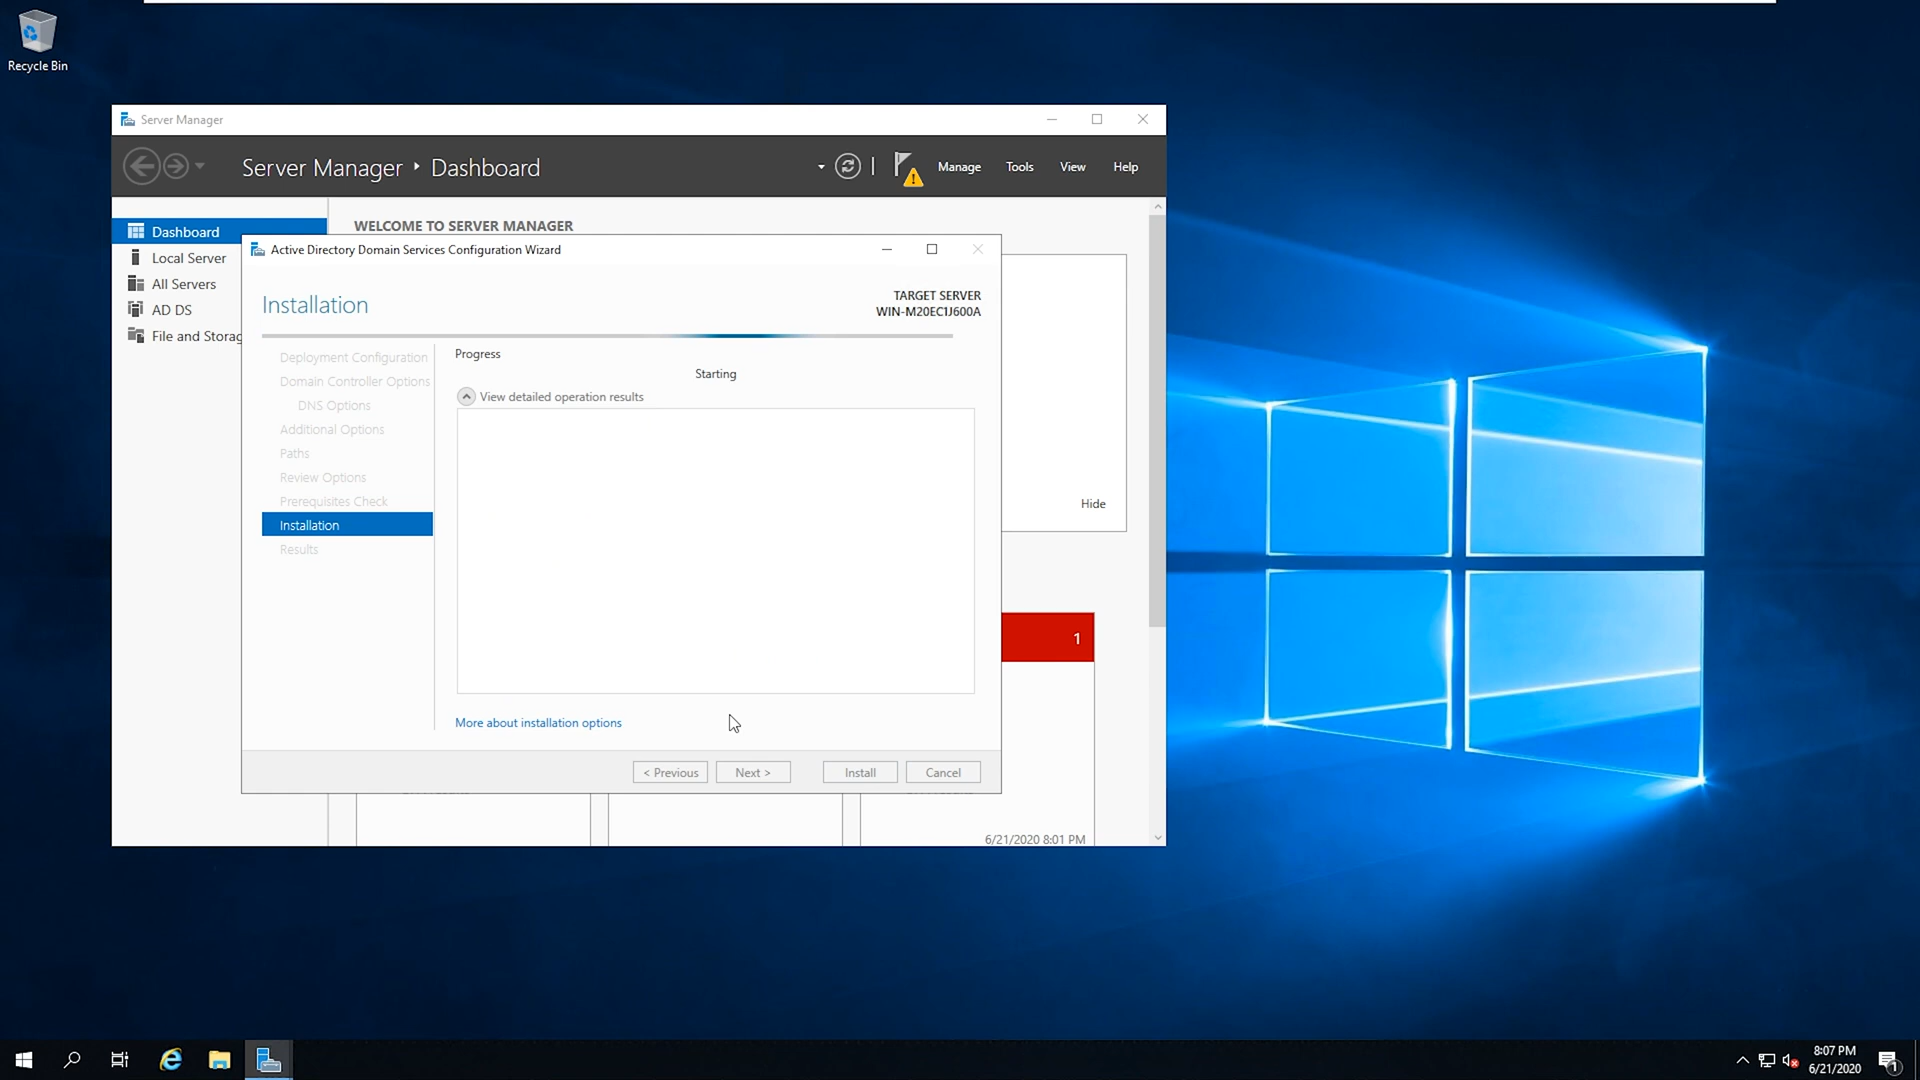 Recycle Bin
Server Manager
Server Manager ‣ Dashboard
Manage Tools View Help
Dashboard
Local Server
All Servers
AD DS
File and Storag
WELCOME TO SERVER MANAGER
Active Directory Domain Services Configuration Wizard
Installation
TARGET SERVER
WIN-M20EC1J600A
Deployment Configuration
Domain Controller Options
DNS Options
Additional Options
Paths
Review Options
Prerequisites Check
Installation
Results
Progress
Starting
View detailed operation results
More about installation options
< Previous
Next >
Install
Cancel
Hide
1
6/21/2020 8:01 PM
8:07 PM
6/21/2020
1